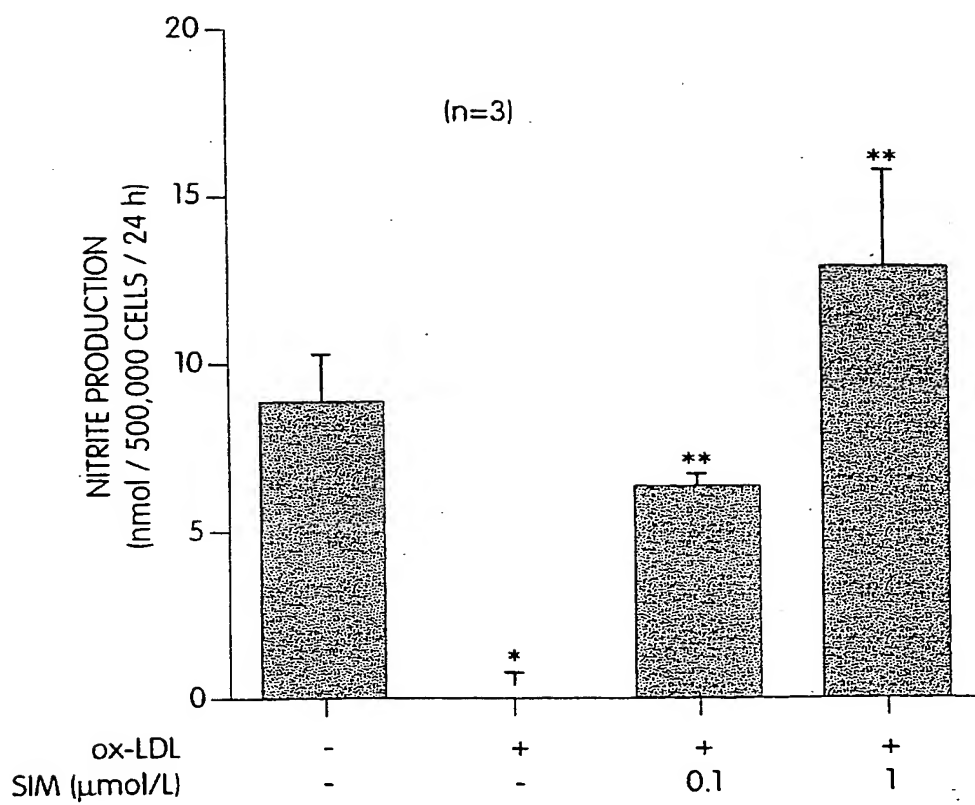 20
(n=3)
**
15
NITRITE PRODUCTION
(nmol / 500,000 CELLS / 24 h)
10
**
5
*
0
ox-LDL - + + +
SIM (μmol/L) - - 0.1 1